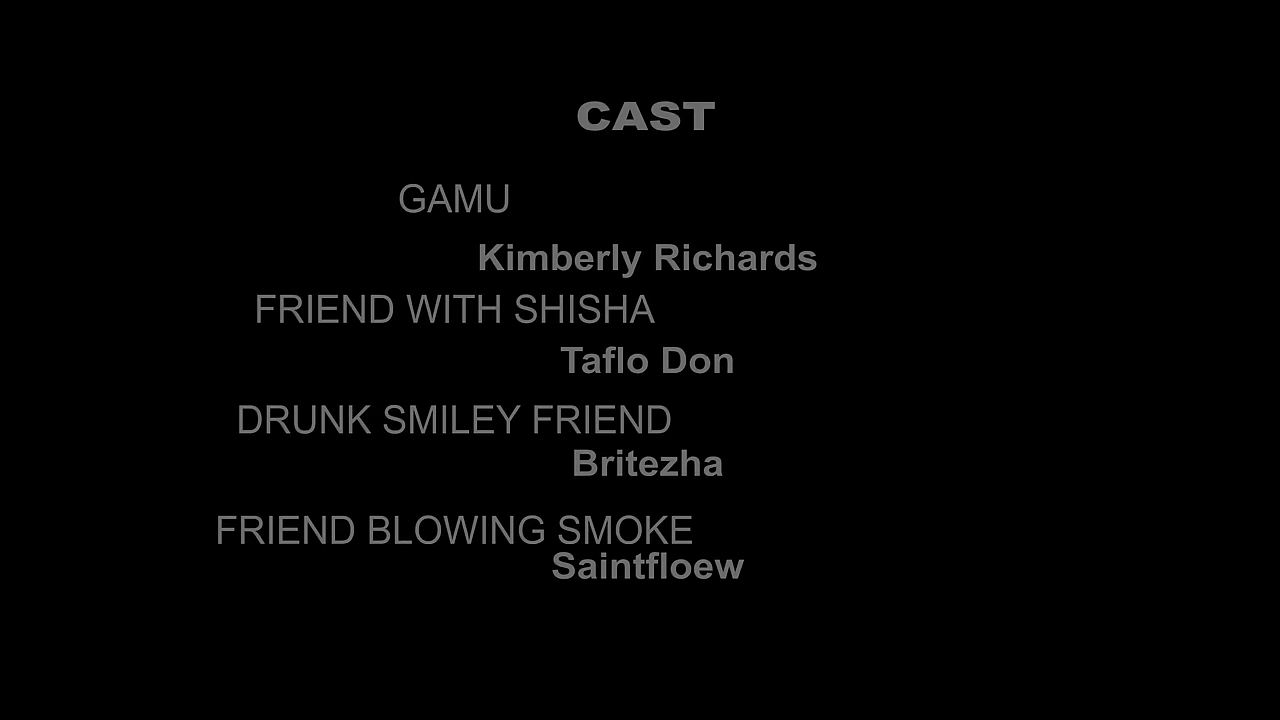 CAST
GAMU
Kimberly Richards
FRIEND WITH SHISHA
Taflo Don
DRUNK SMILEY FRIEND
Britezha
FRIEND BLOWING SMOKE
Saintfloew